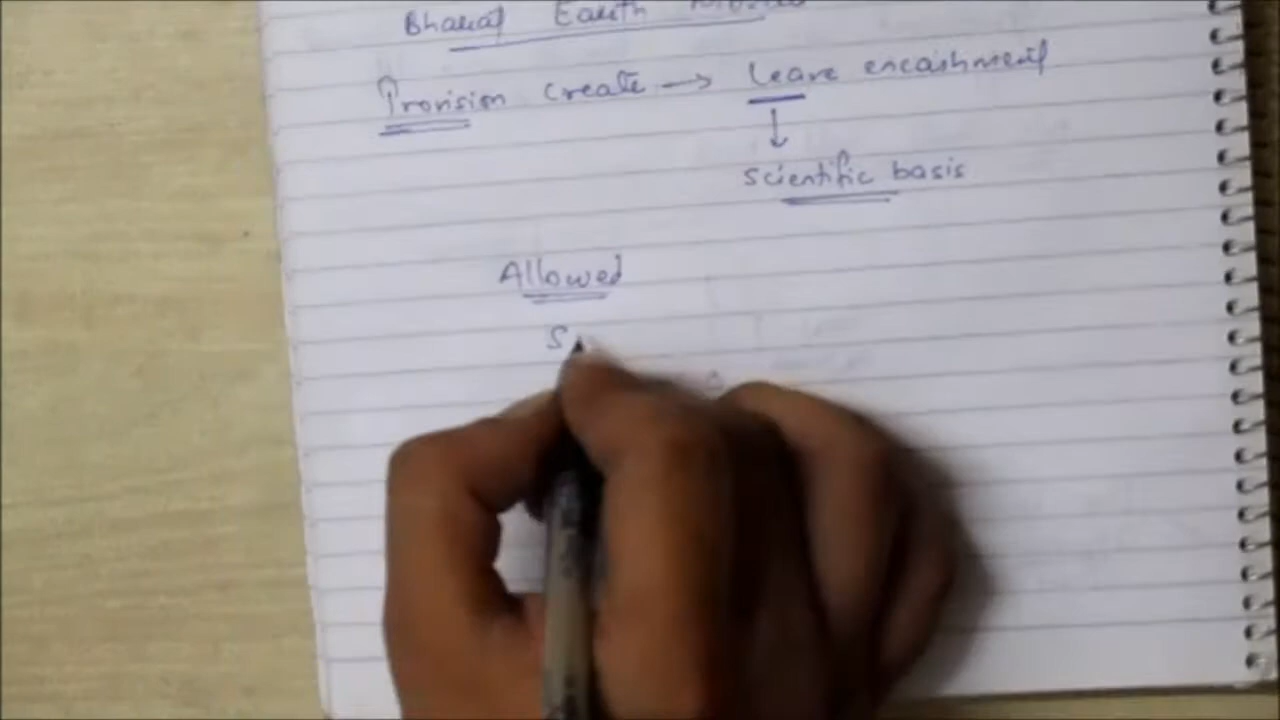 Bharat Earth
Provision create → Leave encashment
↓
Scientific basis
Allowed
S